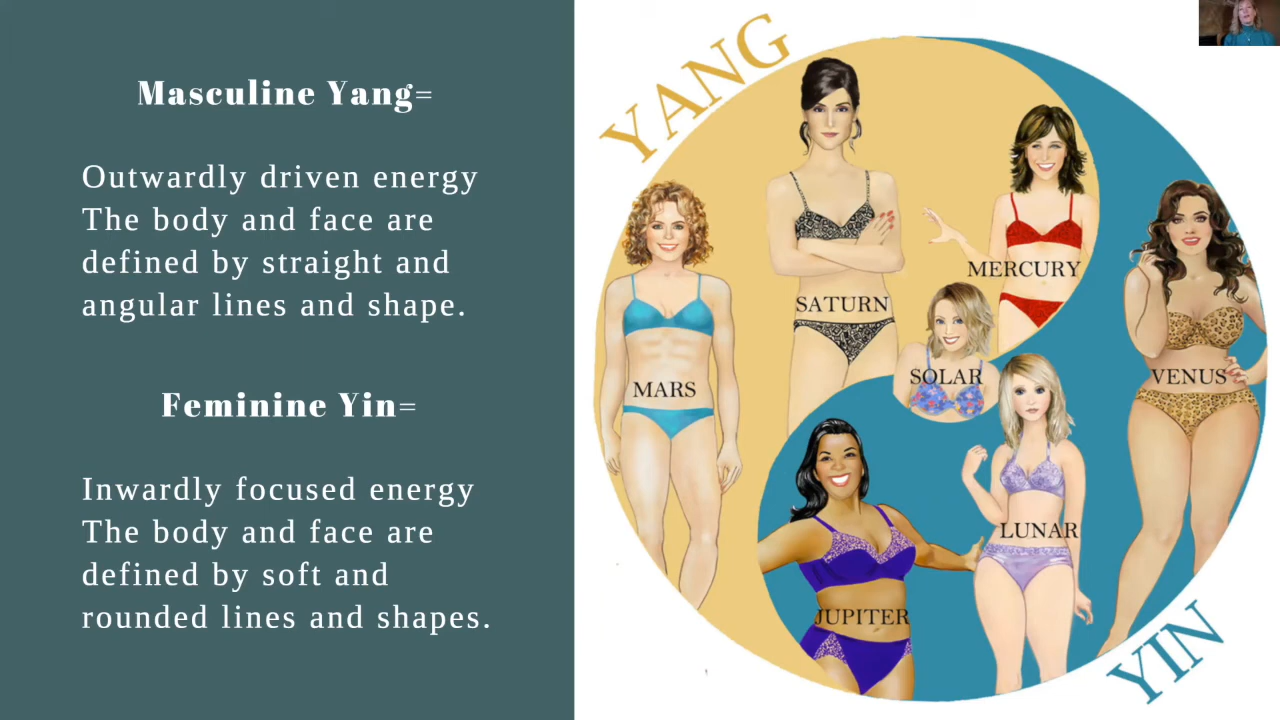 Masculine Yang=
Outwardly driven energy
The body and face are
defined by straight and
angular lines and shape.
Feminine Yin=
Inwardly focused energy
The body and face are
defined by soft and
rounded lines and shapes.
YANG
MERCURY
SATURN
SOLAR
VENUS
MARS
LUNAR
JUPITER
YIN